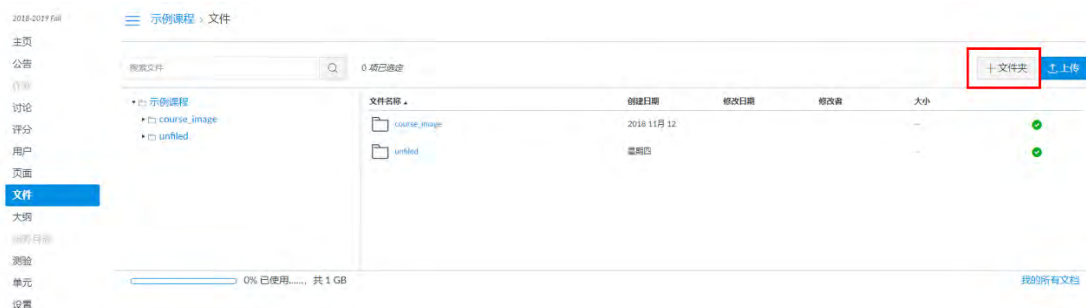 2018-2019 Fall
示例课程 › 文件
主页
公告
作业
讨论
评分
用户
页面
文件
大纲
测验
单元
设置
搜索文件
0 项已选定
+文件夹
上传
示例课程
course_image
unfiled
文件名称
创建日期
修改日期
修改者
大小
course_image
2018 11月 12
--
unfiled
星期四
--
0% 已使用......, 共 1 GB
我的所有文档